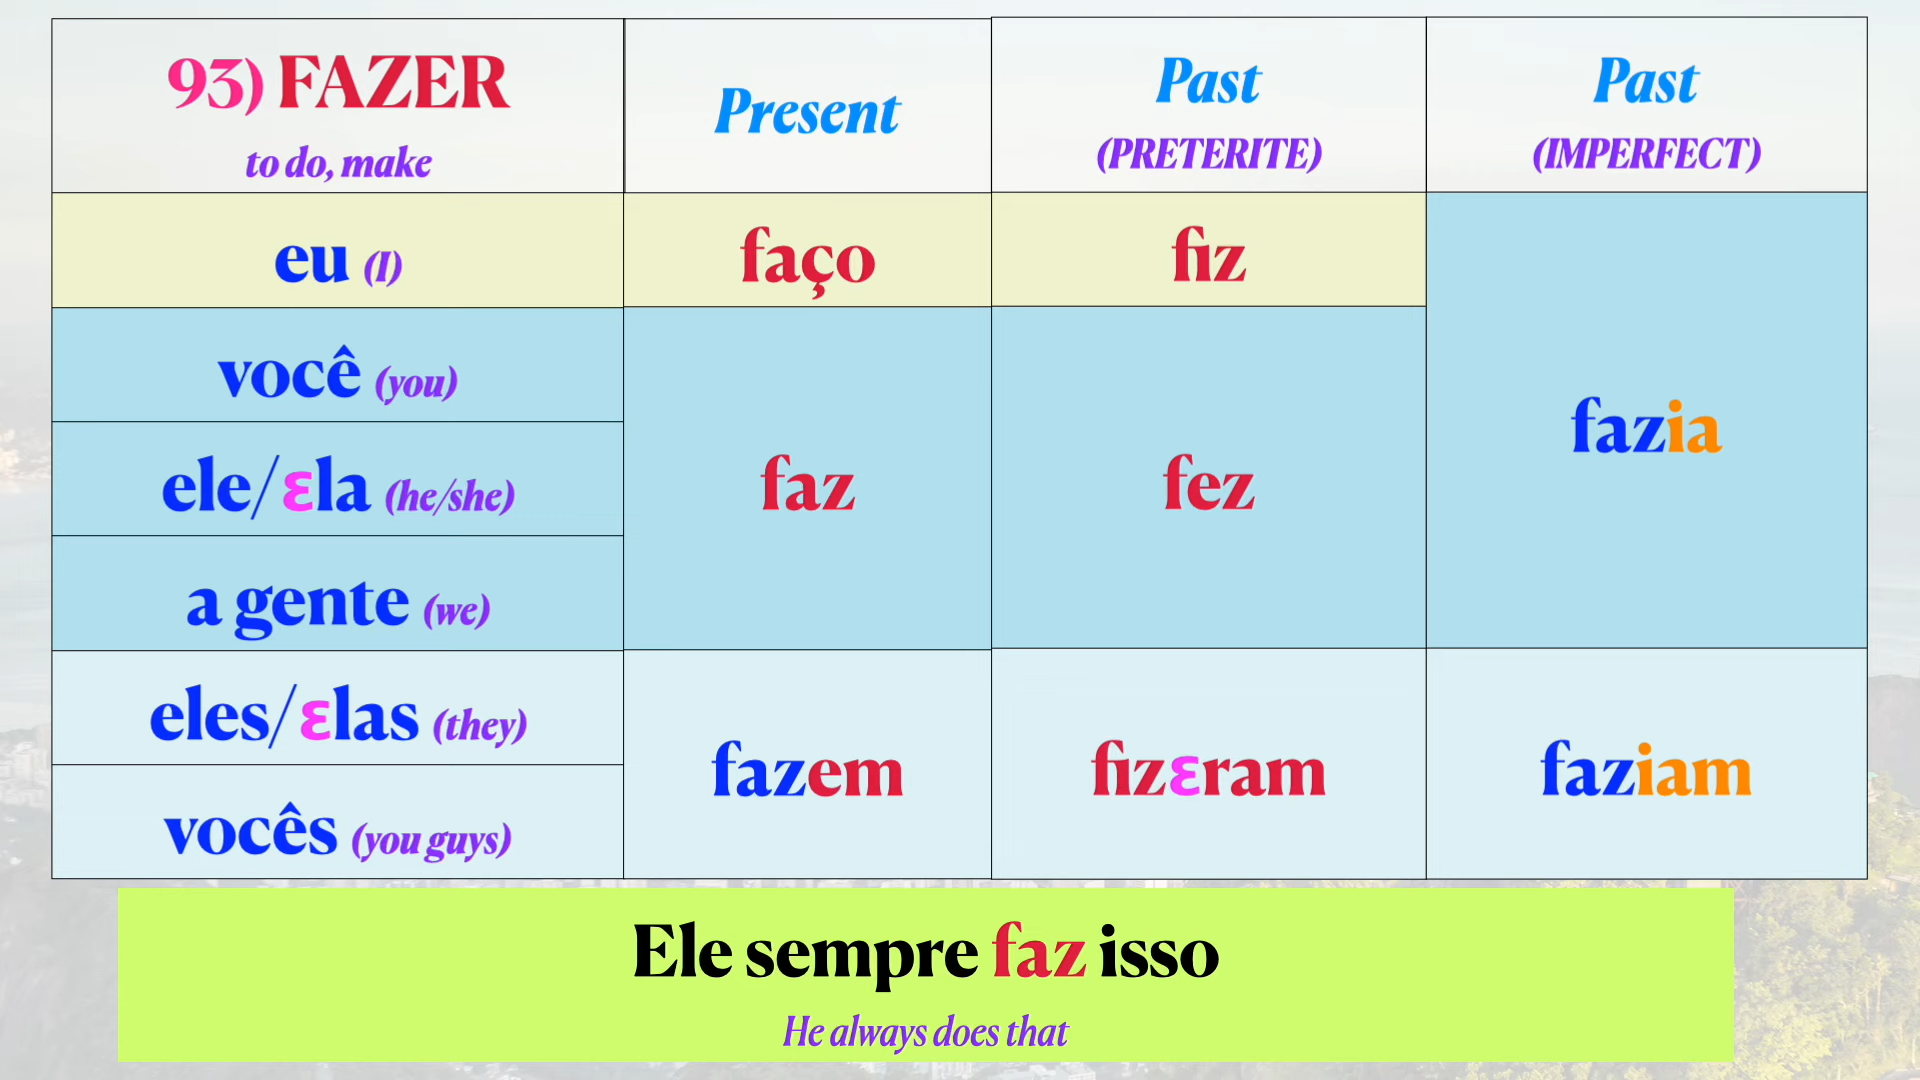 93) FAZER
to do, make
Present
Past
(PRETERITE)
Past
(IMPERFECT)
eu (I)
faço
fiz
você (you)
ele/ɛla (he/she)
a gente (we)
faz
fez
fazia
eles/ɛlas (they)
vocês (you guys)
fazem
fizɛram
faziam
Ele sempre faz isso
He always does that